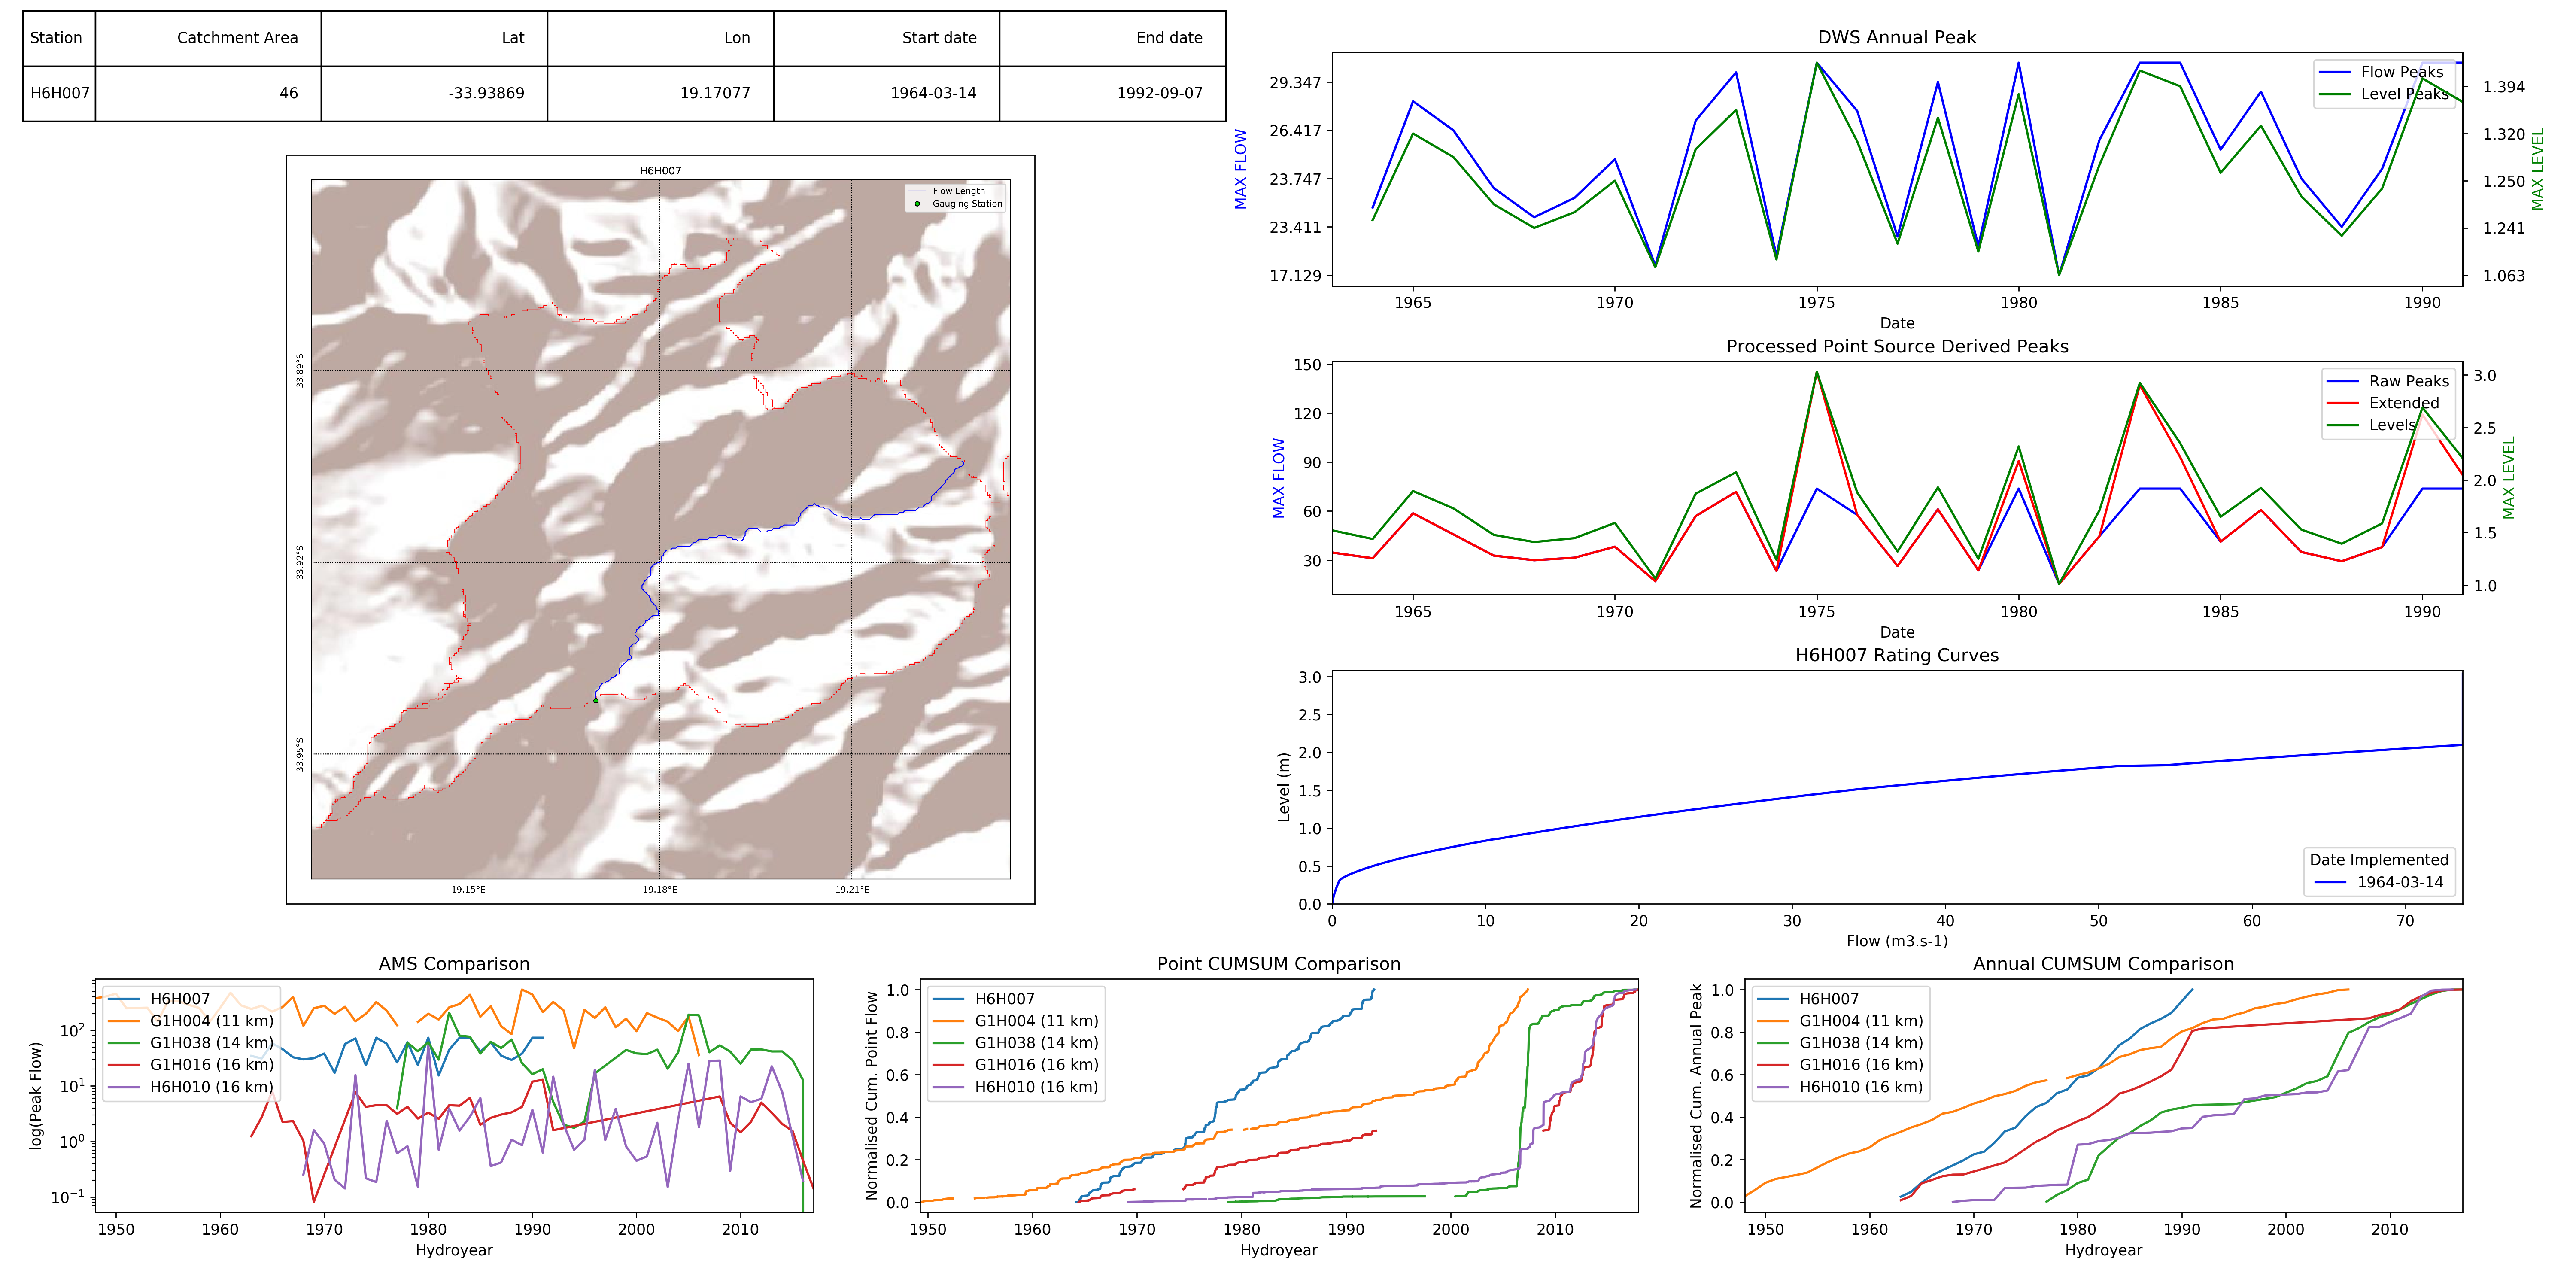 Station Catchment Area Lat Lon Start date End date
H6H007 46 -33.93869 19.17077 1964-03-14 1992-09-07
H6H007
Flow Length
Gauging Station
33.89°S
33.92°S
33.95°S
19.15°E 19.18°E 19.21°E
DWS Annual Peak
Flow Peaks
Level Peaks
MAX FLOW
29.347
26.417
23.747
23.411
17.129
1.394
1.320
1.250
1.241
1.063
MAX LEVEL
1965 1970 1975 1980 1985 1990
Date
Processed Point Source Derived Peaks
Raw Peaks
Extended
Levels
MAX FLOW
150
120
90
60
30
3.0
2.5
2.0
1.5
1.0
MAX LEVEL
1965 1970 1975 1980 1985 1990
Date
H6H007 Rating Curves
Level (m)
3.0
2.5
2.0
1.5
1.0
0.5
0.0
Date Implemented
1964-03-14
0 10 20 30 40 50 60 70
Flow (m3.s-1)
AMS Comparison
H6H007
G1H004 (11 km)
G1H038 (14 km)
G1H016 (16 km)
H6H010 (16 km)
log(Peak Flow)
10²
10¹
10⁰
10⁻¹
1950 1960 1970 1980 1990 2000 2010
Hydroyear
Point CUMSUM Comparison
H6H007
G1H004 (11 km)
G1H038 (14 km)
G1H016 (16 km)
H6H010 (16 km)
Normalised Cum. Point Flow
1.0
0.8
0.6
0.4
0.2
0.0
1950 1960 1970 1980 1990 2000 2010
Hydroyear
Annual CUMSUM Comparison
H6H007
G1H004 (11 km)
G1H038 (14 km)
G1H016 (16 km)
H6H010 (16 km)
Normalised Cum. Annual Peak
1.0
0.8
0.6
0.4
0.2
0.0
1950 1960 1970 1980 1990 2000 2010
Hydroyear